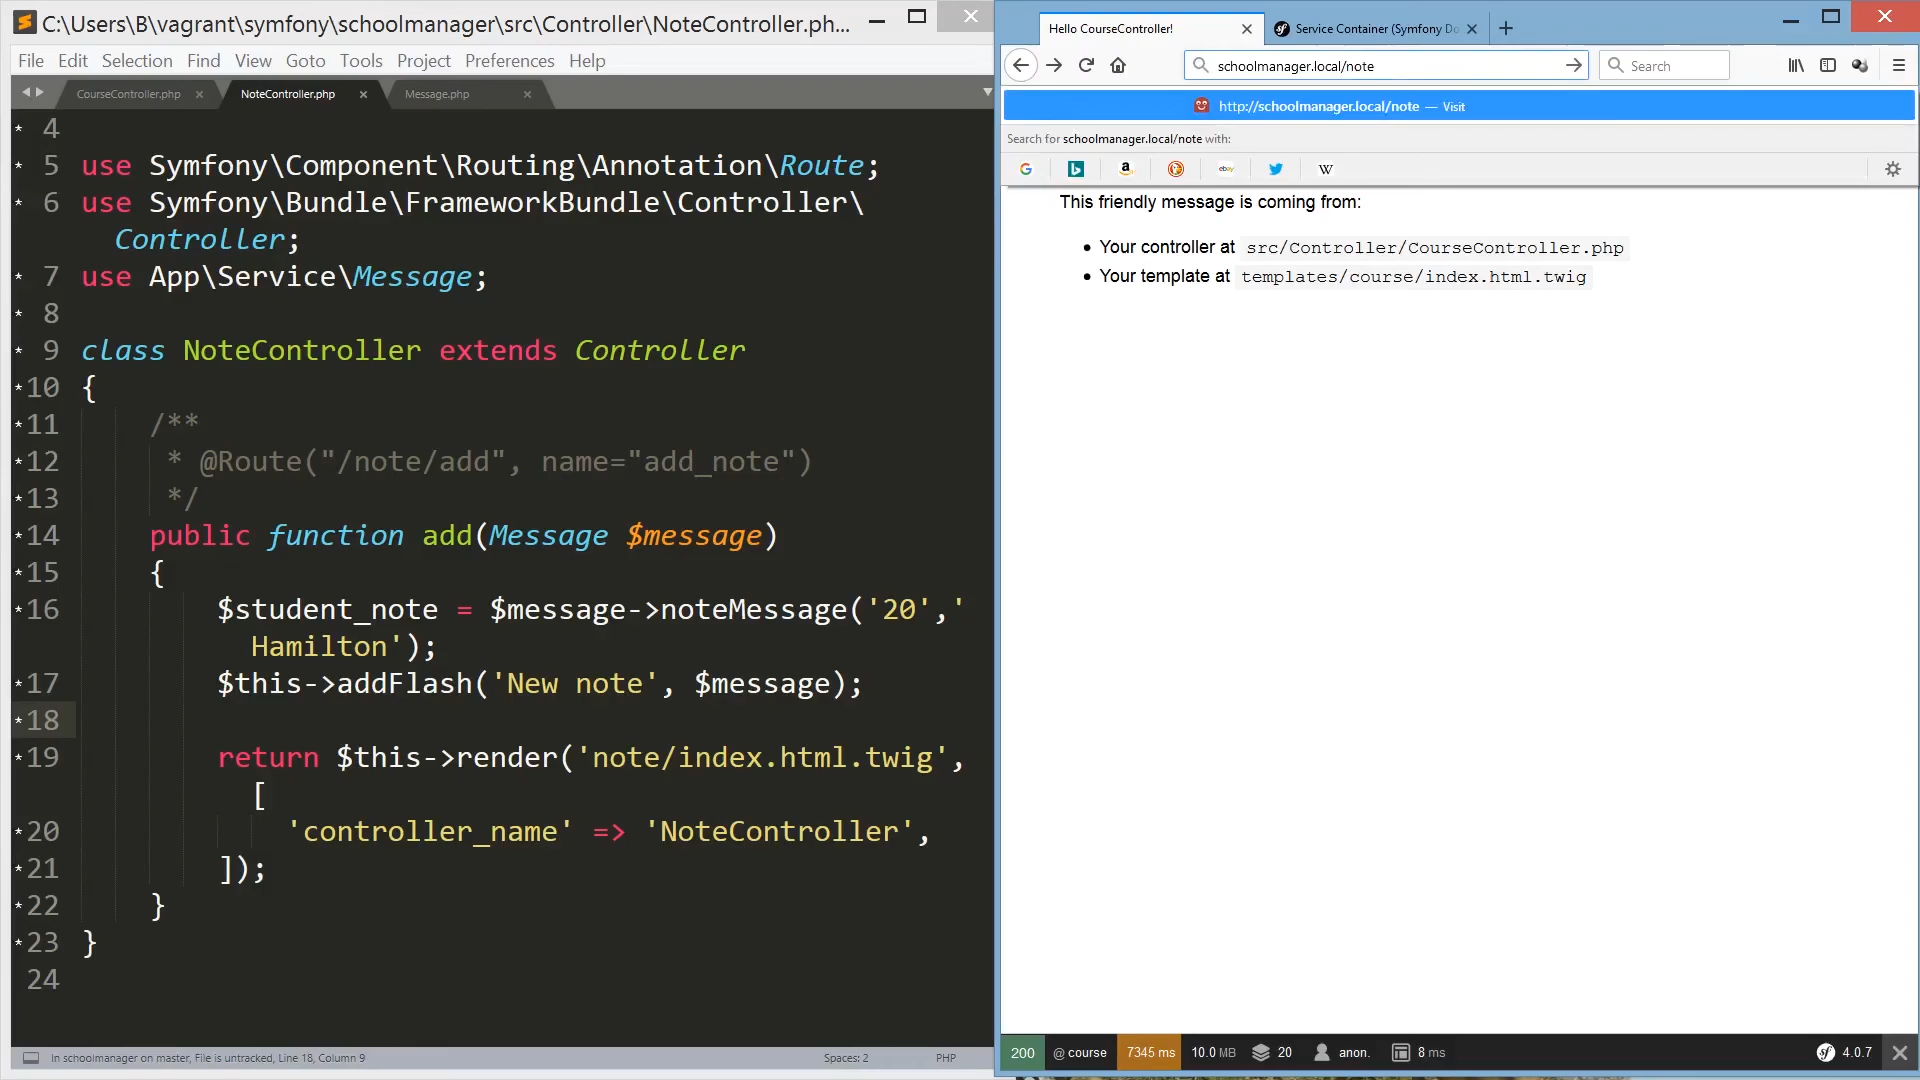 C:\Users\B\vagrant\symfony\schoolmanager\src\Controller\NoteController.ph...
File Edit Selection Find View Goto Tools Project Preferences Help
CourseController.php NoteController.php Message.php
4
5 use Symfony\Component\Routing\Annotation\Route;
6 use Symfony\Bundle\FrameworkBundle\Controller\
Controller;
7 use App\Service\Message;
8
9 class NoteController extends Controller
10 {
11 /**
12 * @Route("/note/add", name="add_note")
13 */
14 public function add(Message $message)
15 {
16 $student_note = $message->noteMessage('20','
Hamilton');
17 $this->addFlash('New note', $message);
18
19 return $this->render('note/index.html.twig',
[
20 'controller_name' => 'NoteController',
21 ]);
22 }
23 }
24
In schoolmanager on master, File is untracked, Line 18, Column 9 Spaces: 2 PHP
Hello CourseController! Service Container (Symfony Do
schoolmanager.local/note Search
http://schoolmanager.local/note — Visit
Search for schoolmanager.local/note with:
G b a ebay W
This friendly message is coming from:
• Your controller at src/Controller/CourseController.php
• Your template at templates/course/index.html.twig
200 @ course 7345 ms 10.0 MB 20 anon. 8 ms sf 4.0.7